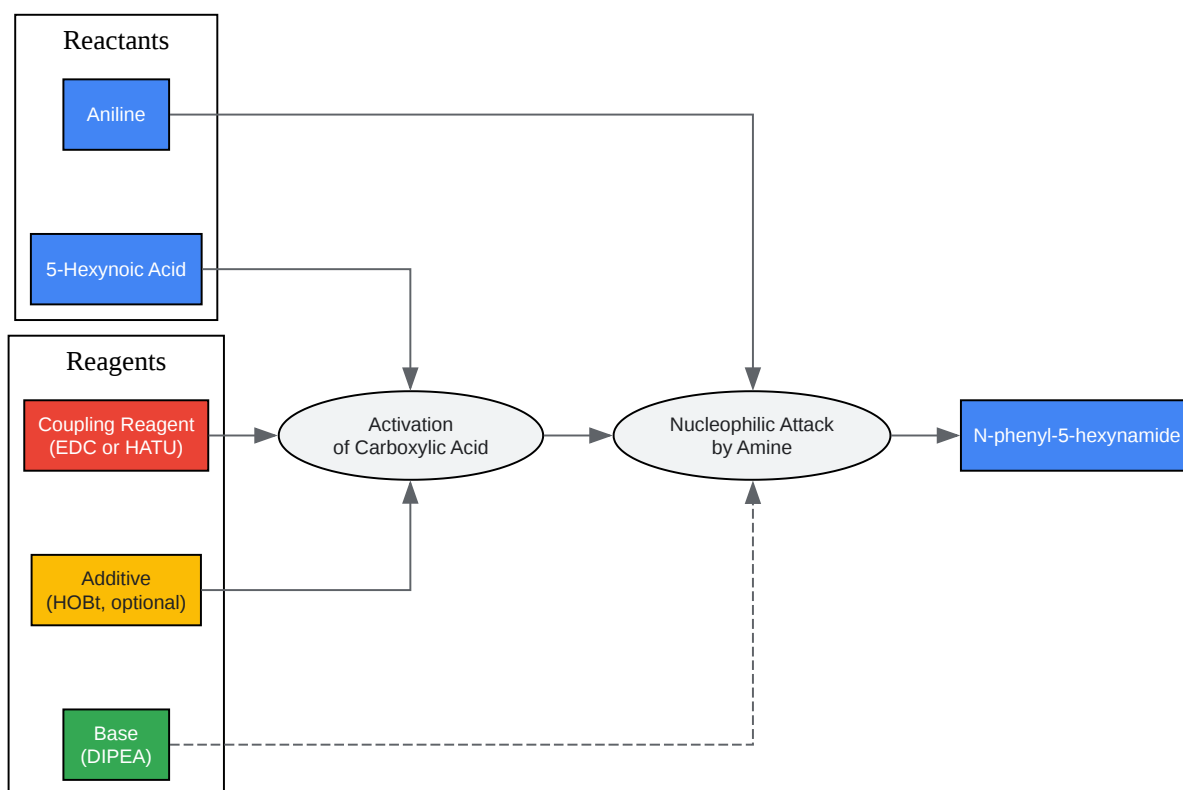 Reactants
Aniline
5-Hexynoic Acid
Reagents
Coupling Reagent
(EDC or HATU)
Activation
of Carboxylic Acid
Nucleophilic Attack
by Amine
N-phenyl-5-hexynamide
Additive
(HOBt, optional)
Base
(DIPEA)